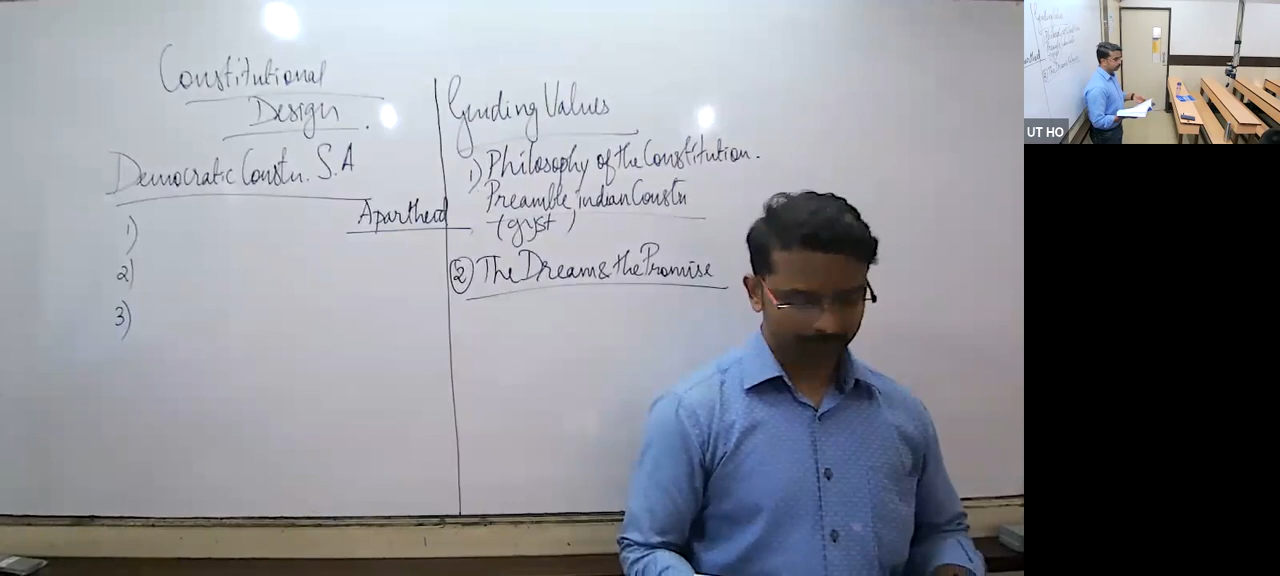 Constitutional
Design.
Democratic Constn. S.A
Apartheid
1)
2)
3)
Guiding Values
1) Philosophy of the Constitution.
Preamble, indian Constn
(gyst)
② The Dream & the Promise
UT HO